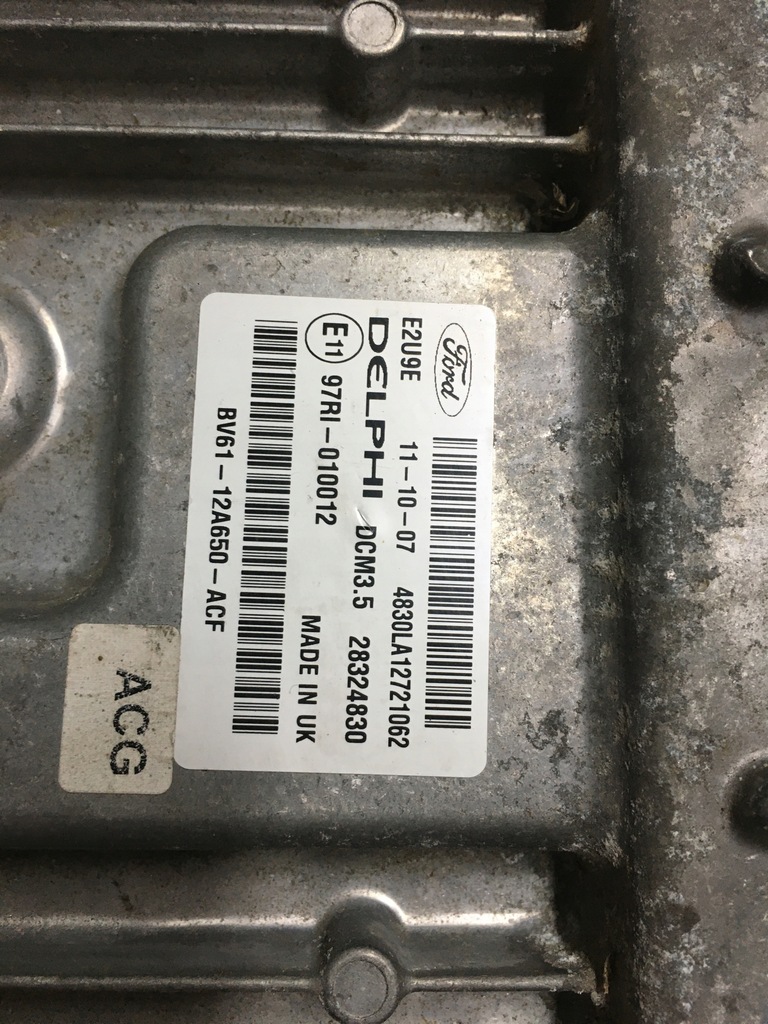 Ford
E2U9E 11-10-07 4830LA12721062
DELPHI DCM3.5 28324830
E11 97RI-010012 MADE IN UK
BV61-12A650-ACF
ACG